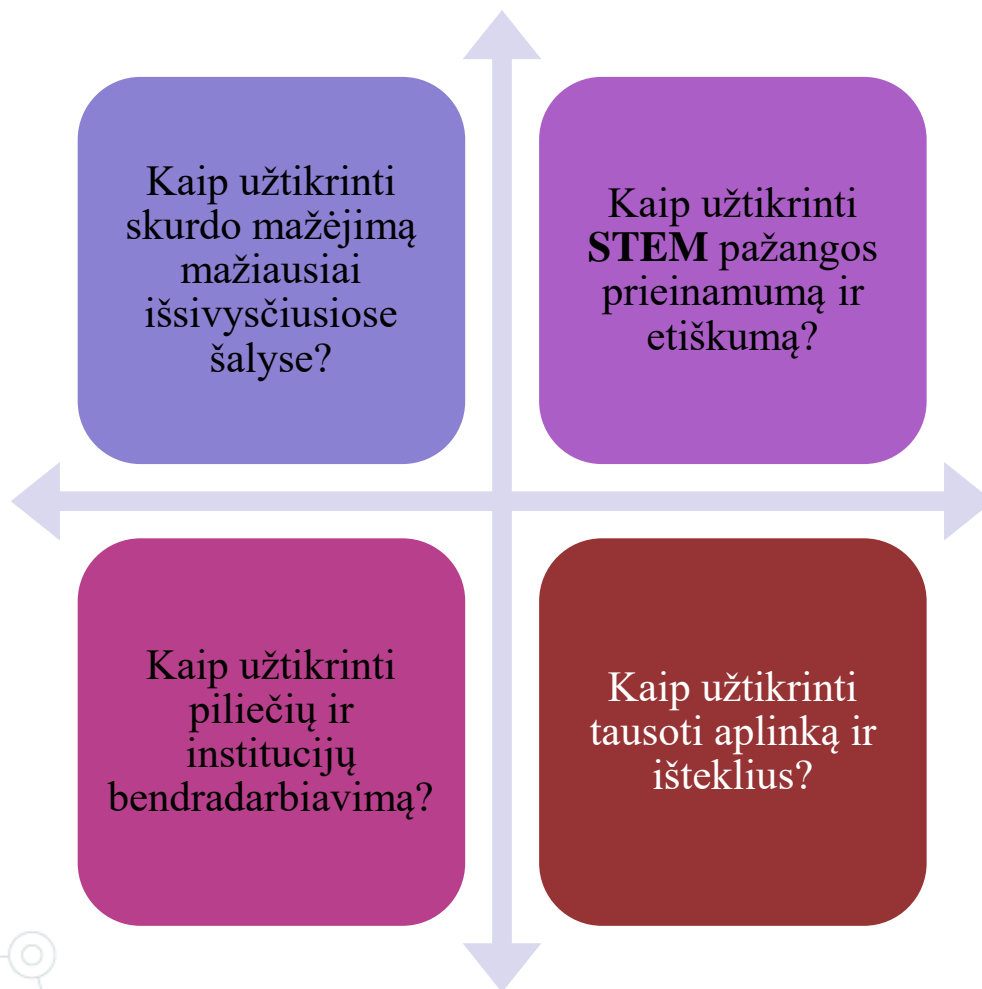 Kaip užtikrinti
skurdo mažėjimą
mažiausiai
išsivysčiusiose
šalyse?
Kaip užtikrinti
STEM pažangos
prieinamumą ir
etiškumą?
Kaip užtikrinti
piliečių ir
institucijų
bendradarbiavimą?
Kaip užtikrinti
tausoti aplinką ir
išteklius?